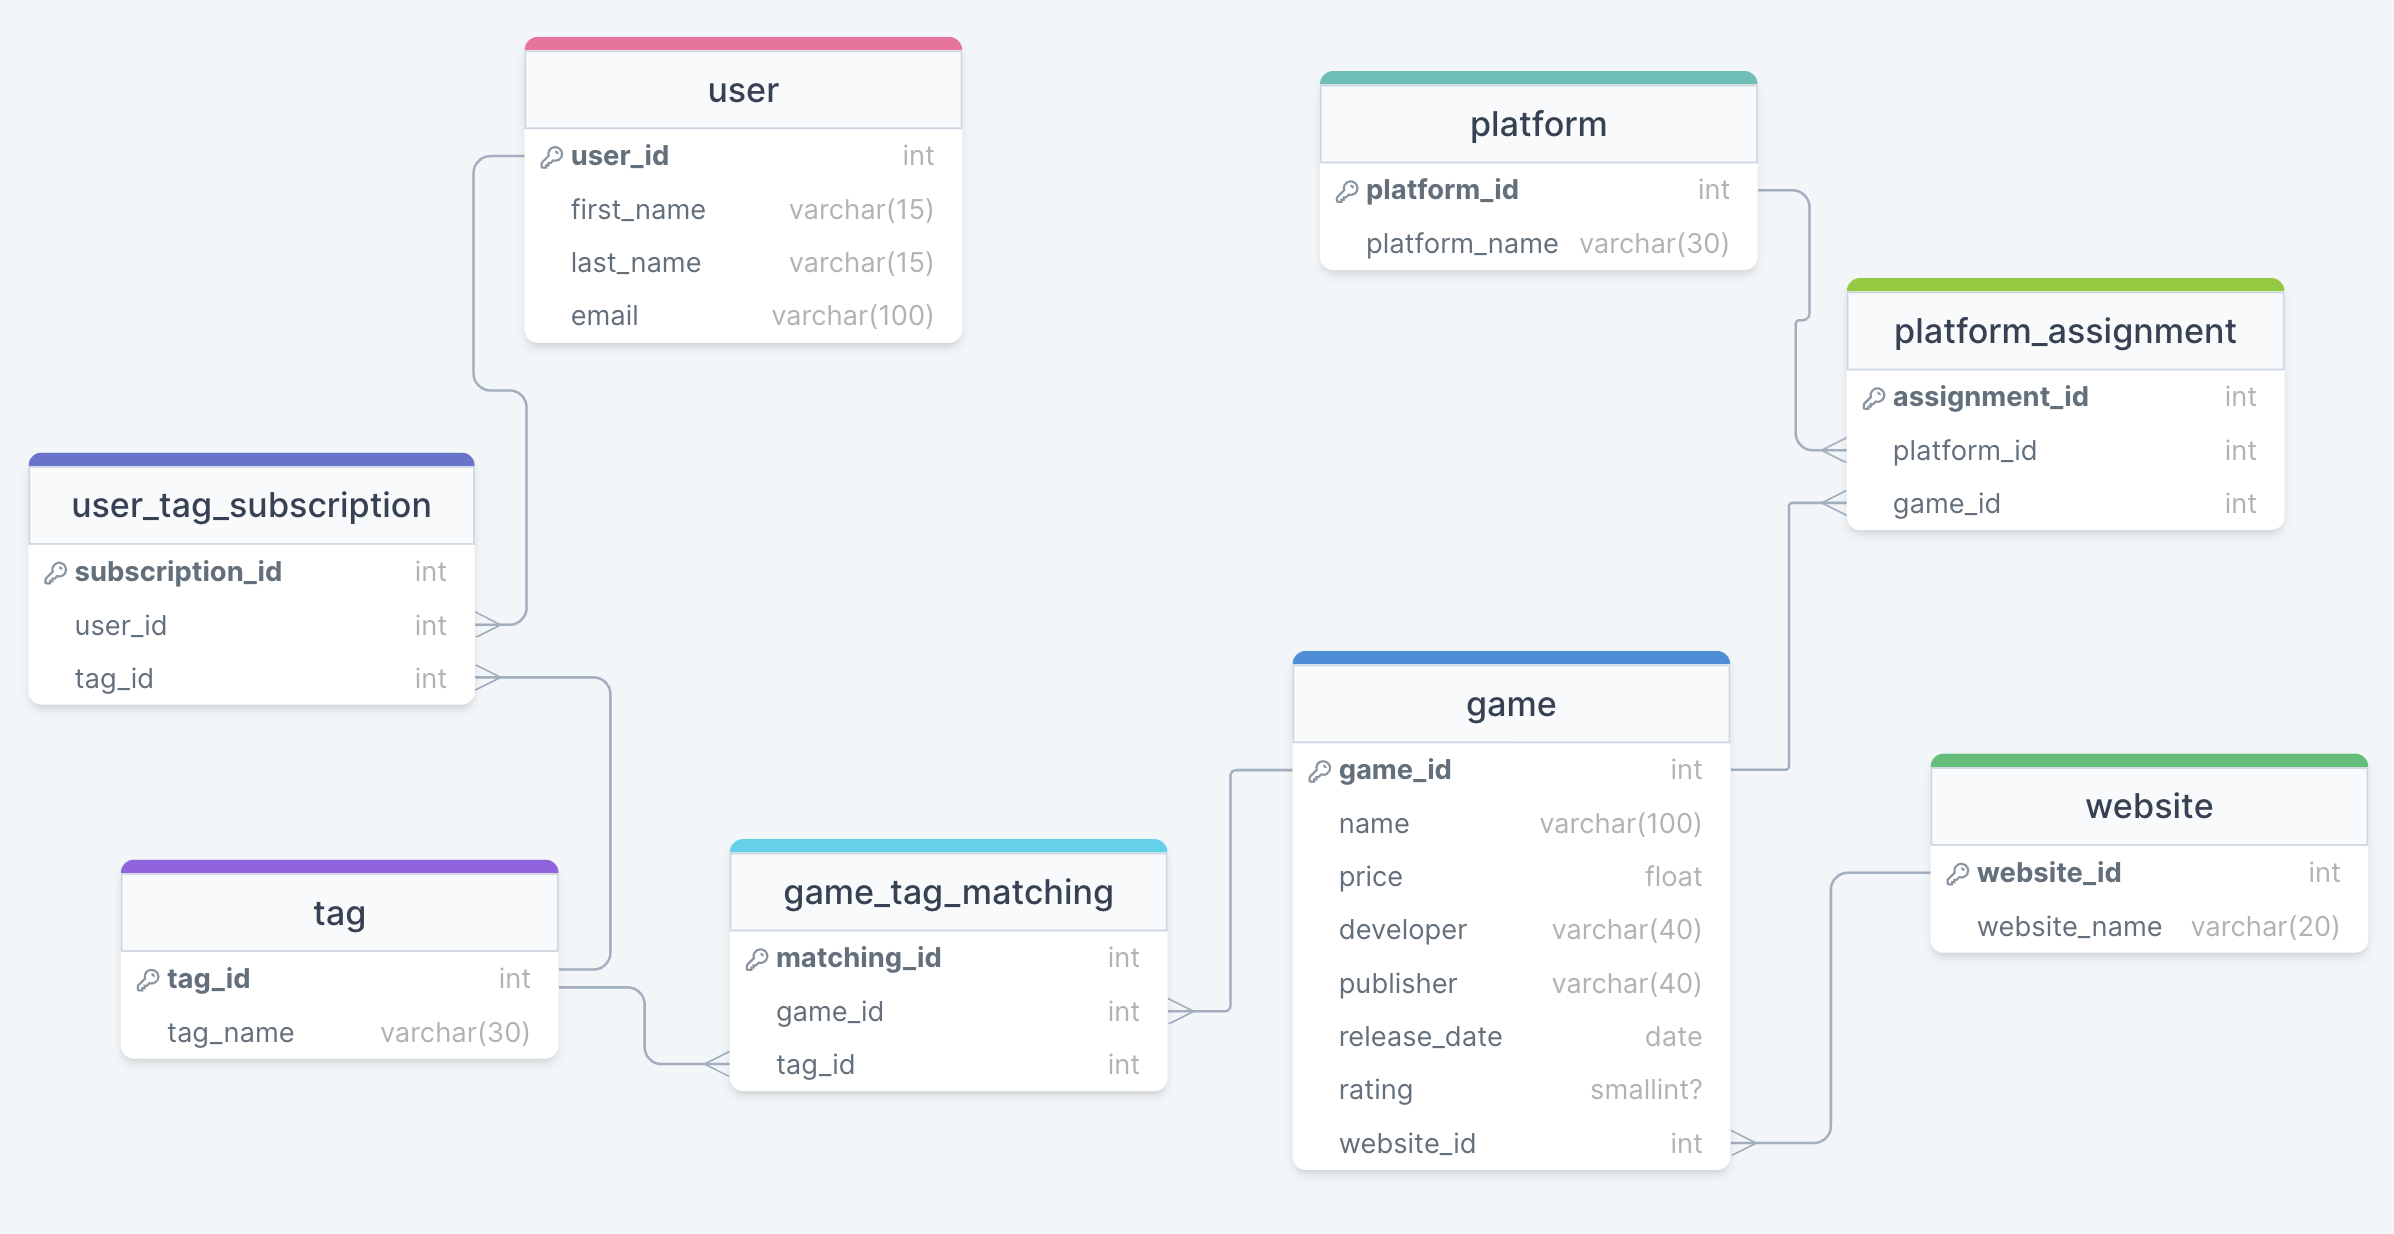 user
user_id int
first_name varchar(15)
last_name varchar(15)
email varchar(100)
platform
platform_id int
platform_name varchar(30)
platform_assignment
assignment_id int
platform_id int
game_id int
user_tag_subscription
subscription_id int
user_id int
tag_id int
game
game_id int
name varchar(100)
price float
developer varchar(40)
publisher varchar(40)
release_date date
rating smallint?
website_id int
website
website_id int
website_name varchar(20)
tag
tag_id int
tag_name varchar(30)
game_tag_matching
matching_id int
game_id int
tag_id int